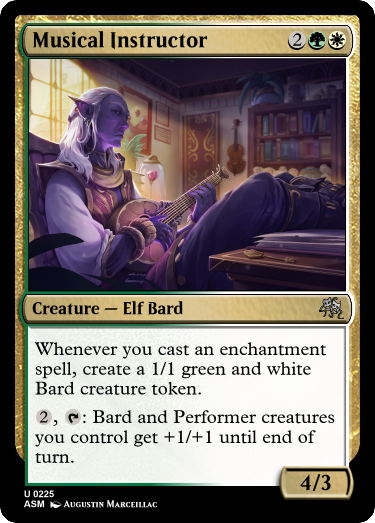 Musical Instructor 2
Creature — Elf Bard
Whenever you cast an enchantment
spell, create a 1/1 green and white
Bard creature token.
2, : Bard and Performer creatures
you control get +1/+1 until end of
turn.
4/3
U 0225
ASM Augustin Marceillac